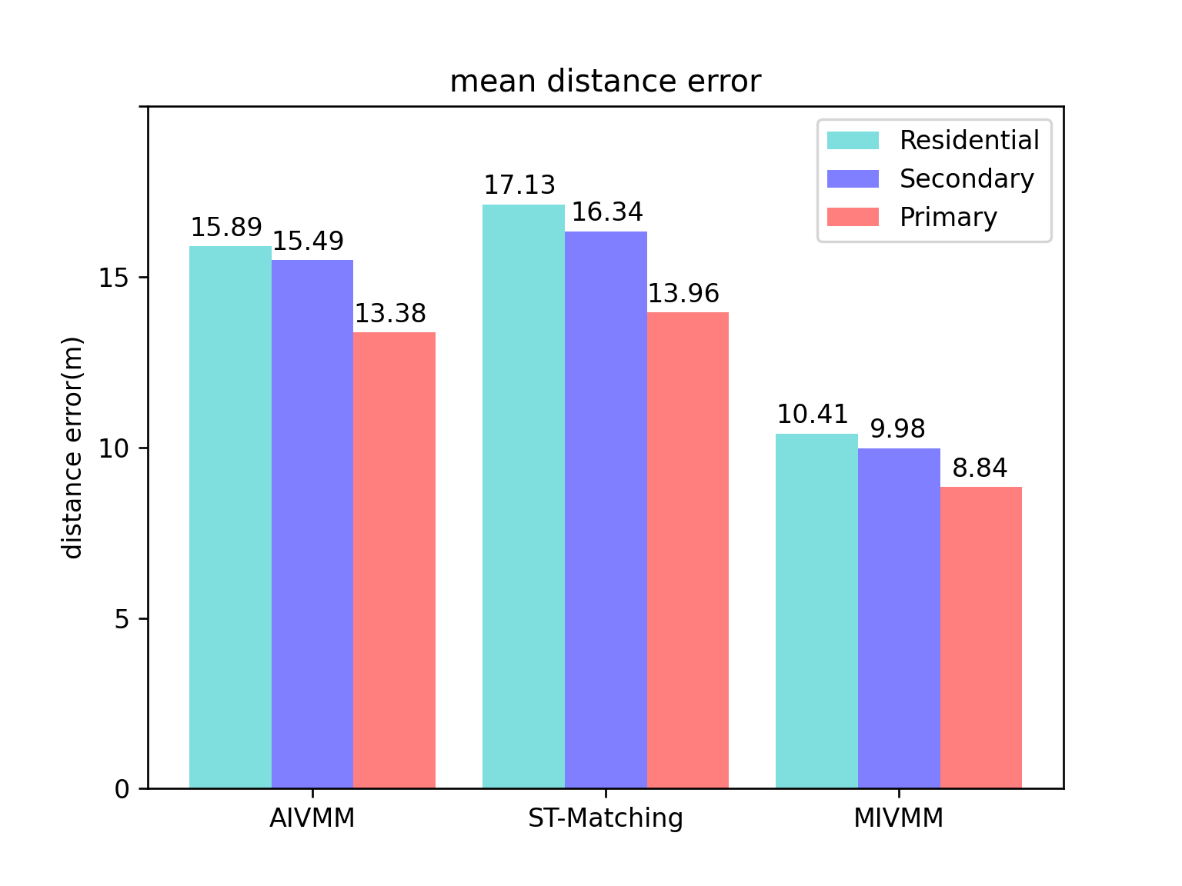 mean distance error
Residential
Secondary
Primary
17.13
16.34
15.89
15.49
13.96
13.38
10.41
9.98
8.84
distance error(m)
15
10
5
0
AIVMM
ST-Matching
MIVMM